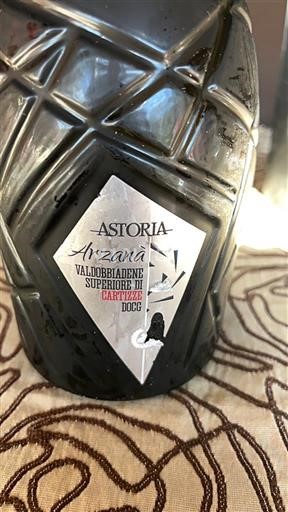 ASTORIA
Arzanà
VALDOBBIADENE
SUPERIORE DI
CARTIZZE
DOCG